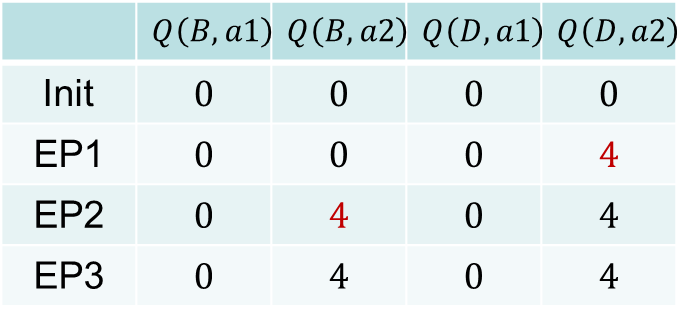 Q(B, a1) Q(B, a2) Q(D, a1) Q(D, a2)
Init 0 0 0 0
EP1 0 0 0 4
EP2 0 4 0 4
EP3 0 4 0 4